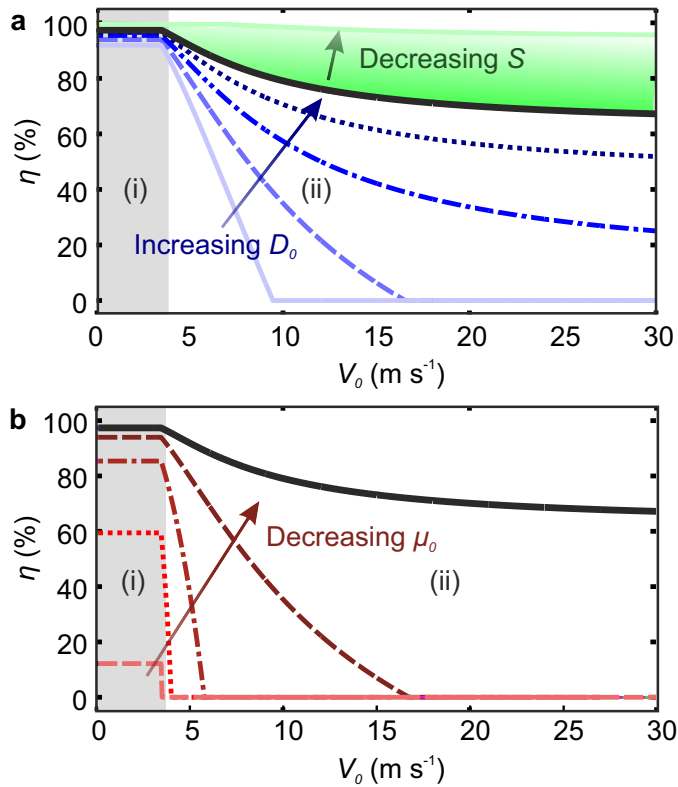 a
100
80
60
40
20
0
η (%)
Decreasing S
(i)
(ii)
Increasing D₀
0
5
10
15
20
25
30
V₀ (m s⁻¹)
b
100
80
60
40
20
0
η (%)
Decreasing μ₀
(i)
(ii)
0
5
10
15
20
25
30
V₀ (m s⁻¹)